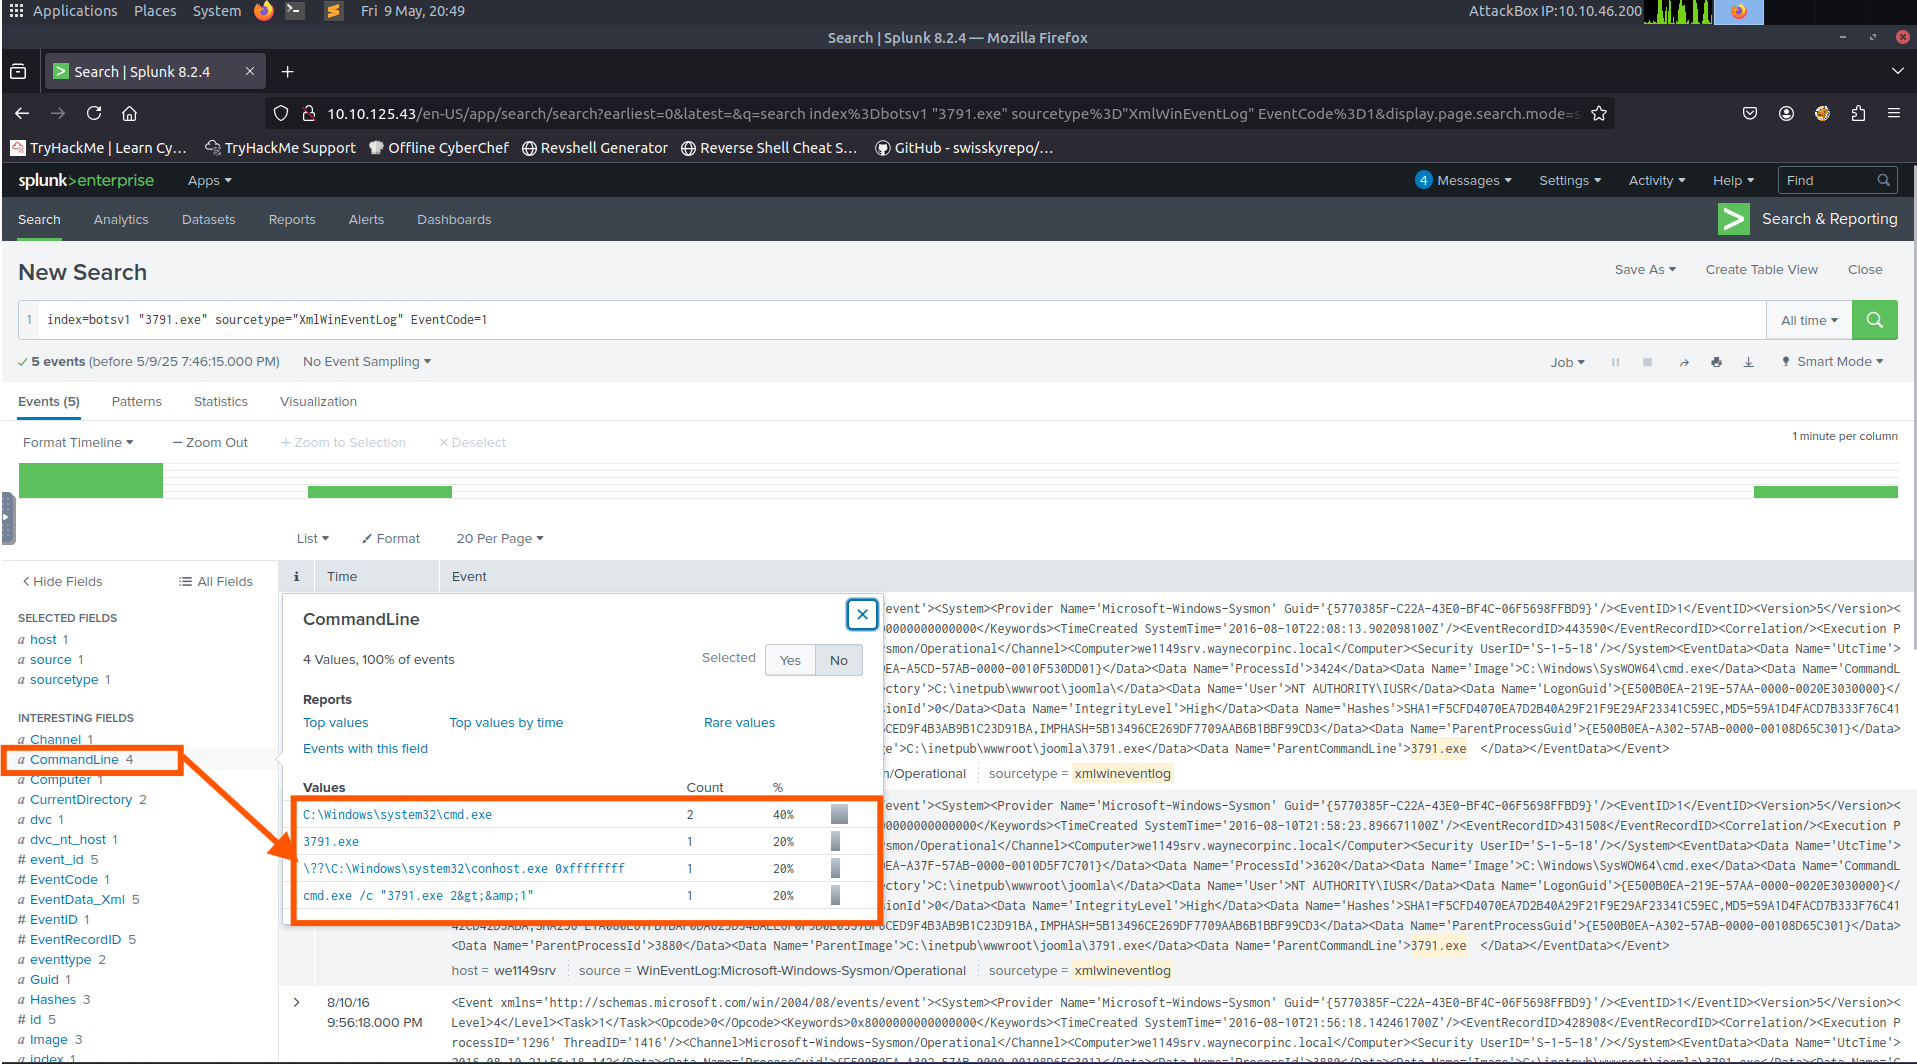 Applications Places System Fri 9 May, 20:49 AttackBox IP:10.10.46.200
Search | Splunk 8.2.4 — Mozilla Firefox
Search | Splunk 8.2.4
10.10.125.43/en-US/app/search/search?earliest=0&latest=&q=search index%3Dbotsv1 "3791.exe" sourcetype%3D"XmlWinEventLog" EventCode%3D1&display.page.search.mode=s
TryHackMe | Learn Cy… TryHackMe Support Offline CyberChef Revshell Generator Reverse Shell Cheat S… GitHub - swisskyrepo/…
splunk>enterprise Apps 4 Messages Settings Activity Help Find
Search Analytics Datasets Reports Alerts Dashboards Search & Reporting
New Search Save As Create Table View Close
1 index=botsv1 "3791.exe" sourcetype="XmlWinEventLog" EventCode=1 All time
5 events (before 5/9/25 7:46:15.000 PM) No Event Sampling Job Smart Mode
Events (5) Patterns Statistics Visualization
Format Timeline — Zoom Out + Zoom to Selection × Deselect 1 minute per column
List Format 20 Per Page
Hide Fields All Fields i Time Event
SELECTED FIELDS
a host 1
a source 1
a sourcetype 1
INTERESTING FIELDS
a Channel 1
a CommandLine 4
a Computer 1
a CurrentDirectory 2
a dvc 1
a dvc_nt_host 1
# event_id 5
# EventCode 1
a EventData_Xml 5
# EventID 1
# EventRecordID 5
a eventtype 2
a Guid 1
a Hashes 3
# id 5
a Image 3
a index 1
CommandLine
4 Values, 100% of events Selected Yes No
Reports
Top values Top values by time Rare values
Events with this field
Values Count %
C:\Windows\system32\cmd.exe 2 40%
3791.exe 1 20%
\??\C:\Windows\system32\conhost.exe 0xffffffff 1 20%
cmd.exe /c "3791.exe 2&gt;&amp;1" 1 20%
event'><System><Provider Name='Microsoft-Windows-Sysmon' Guid='{5770385F-C22A-43E0-BF4C-06F5698FFBD9}'/><EventID>1</EventID><Version>5</Version><
0000000000000</Keywords><TimeCreated SystemTime='2016-08-10T22:08:13.902098100Z'/><EventRecordID>443590</EventRecordID><Correlation/><Execution P
smon/Operational</Channel><Computer>we1149srv.waynecorpinc.local</Computer><Security UserID='S-1-5-18'/></System><EventData><Data Name='UtcTime'>
0EA-A5CD-57AB-0000-0010F530DD01}</Data><Data Name='ProcessId'>3424</Data><Data Name='Image'>C:\Windows\SysWOW64\cmd.exe</Data><Data Name='CommandL
ctory'>C:\inetpub\wwwroot\joomla\</Data><Data Name='User'>NT AUTHORITY\IUSR</Data><Data Name='LogonGuid'>{E500B0EA-219E-57AA-0000-0020E3030000}</
sionId'>0</Data><Data Name='IntegrityLevel'>High</Data><Data Name='Hashes'>SHA1=F5CFD4070EA7D2B40A29F21F9E29AF23341C59EC,MD5=59A1D4FACD7B333F76C41
6CED9F4B3AB9B1C23D91BA,IMPHASH=5B13496CE269DF7709AAB6B1BBF99CD3</Data><Data Name='ParentProcessGuid'>{E500B0EA-A302-57AB-0000-00108D65C301}</Data>
ge'>C:\inetpub\wwwroot\joomla\3791.exe</Data><Data Name='ParentCommandLine'>3791.exe </Data></EventData></Event>
n/Operational sourcetype = xmlwineventlog
event'><System><Provider Name='Microsoft-Windows-Sysmon' Guid='{5770385F-C22A-43E0-BF4C-06F5698FFBD9}'/><EventID>1</EventID><Version>5</Version><
0000000000000</Keywords><TimeCreated SystemTime='2016-08-10T21:58:23.896671100Z'/><EventRecordID>431508</EventRecordID><Correlation/><Execution P
smon/Operational</Channel><Computer>we1149srv.waynecorpinc.local</Computer><Security UserID='S-1-5-18'/></System><EventData><Data Name='UtcTime'>
0EA-A37F-57AB-0000-0010D5F7C701}</Data><Data Name='ProcessId'>3620</Data><Data Name='Image'>C:\Windows\SysWOW64\cmd.exe</Data><Data Name='CommandL
ctory'>C:\inetpub\wwwroot\joomla\</Data><Data Name='User'>NT AUTHORITY\IUSR</Data><Data Name='LogonGuid'>{E500B0EA-219E-57AA-0000-0020E3030000}</
sionId'>0</Data><Data Name='IntegrityLevel'>High</Data><Data Name='Hashes'>SHA1=F5CFD4070EA7D2B40A29F21F9E29AF23341C59EC,MD5=59A1D4FACD7B333F76C41
IMPHASH=5B13496CE269DF7709AAB6B1BBF99CD3</Data><Data Name='ParentProcessGuid'>{E500B0EA-A302-57AB-0000-00108D65C301}</Data>
<Data Name='ParentProcessId'>3880</Data><Data Name='ParentImage'>C:\inetpub\wwwroot\joomla\3791.exe</Data><Data Name='ParentCommandLine'>3791.exe </Data></EventData></Event>
host = we1149srv source = WinEventLog:Microsoft-Windows-Sysmon/Operational sourcetype = xmlwineventlog
8/10/16 <Event xmlns='http://schemas.microsoft.com/win/2004/08/events/event'><System><Provider Name='Microsoft-Windows-Sysmon' Guid='{5770385F-C22A-43E0-BF4C-06F5698FFBD9}'/><EventID>1</EventID><Version>5</Version><
9:56:18.000 PM Level>4</Level><Task>1</Task><Opcode>0</Opcode><Keywords>0x8000000000000000</Keywords><TimeCreated SystemTime='2016-08-10T21:56:18.142461700Z'/><EventRecordID>428908</EventRecordID><Correlation/><Execution P
rocessID='1296' ThreadID='1416'/><Channel>Microsoft-Windows-Sysmon/Operational</Channel><Computer>we1149srv.waynecorpinc.local</Computer><Security UserID='S-1-5-18'/></System><EventData><Data Name='UtcTime'>